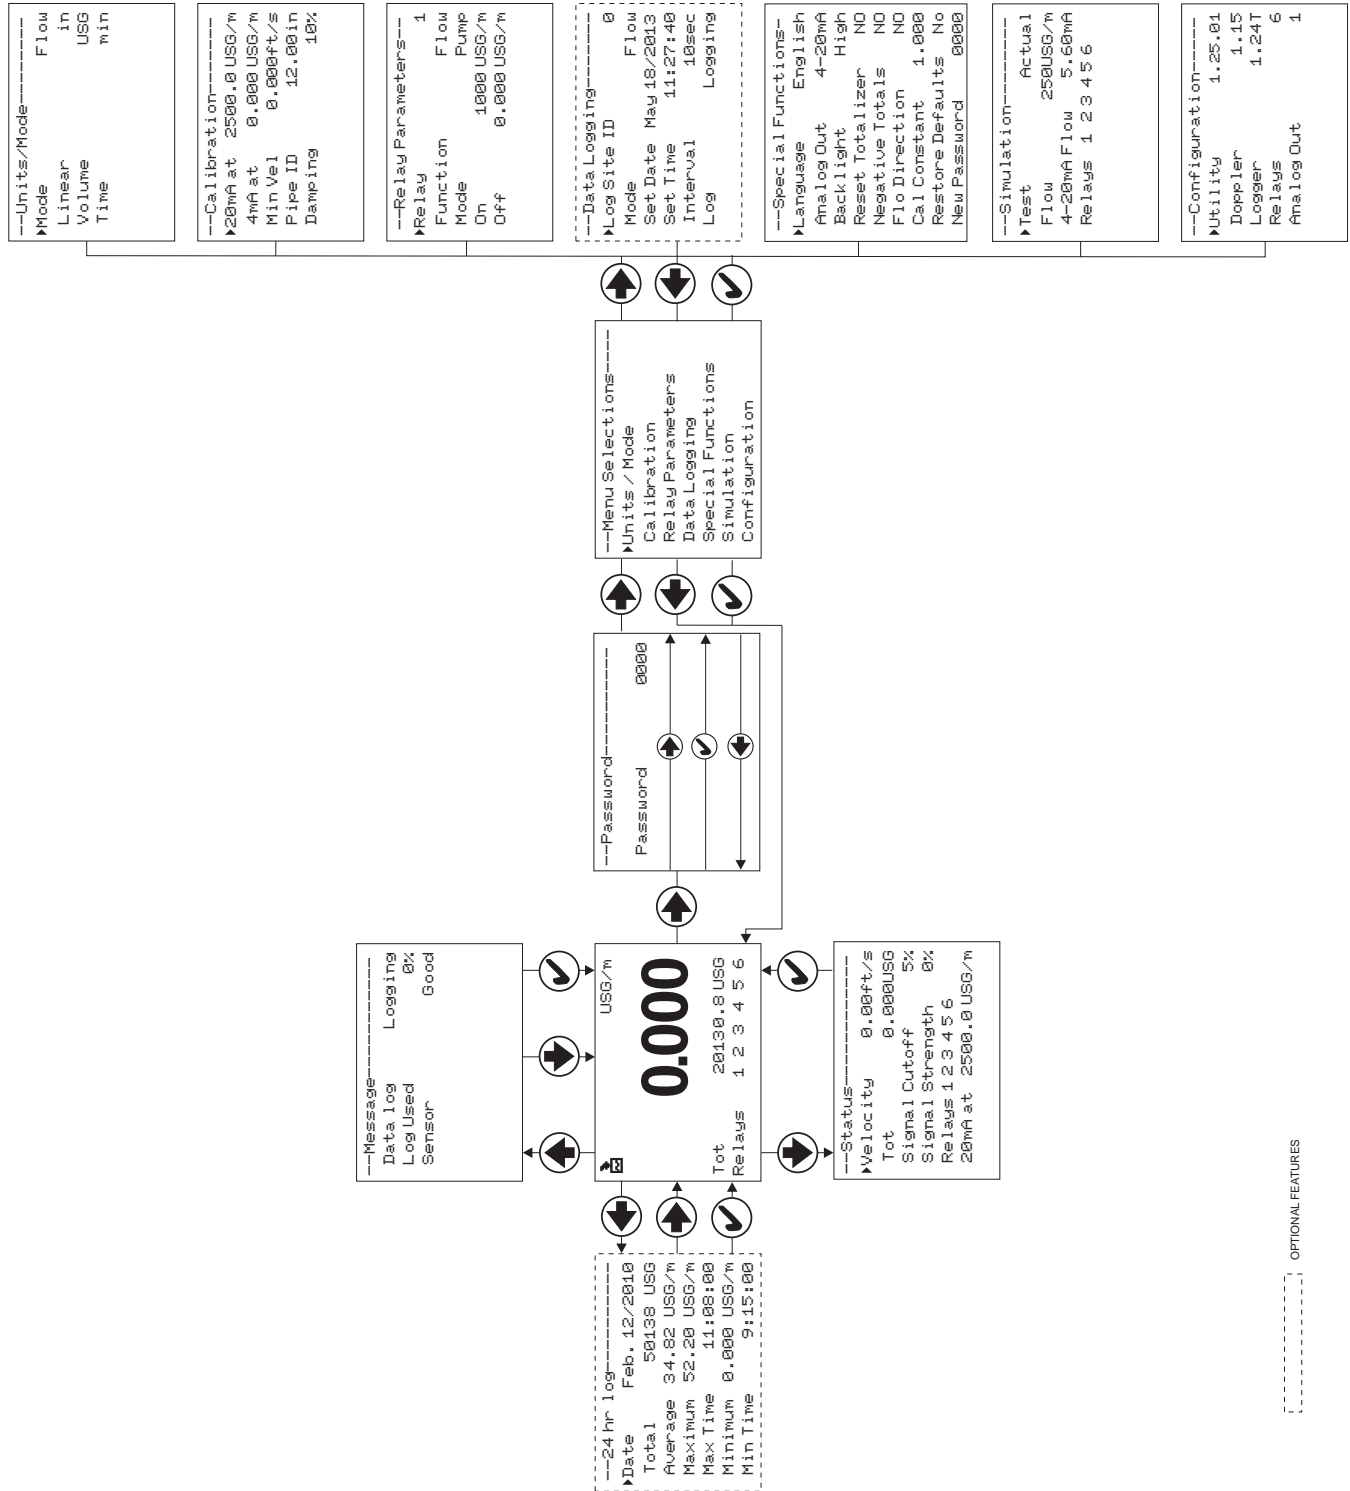 --24 hr log----------
▶Date Feb. 12/2010
Total 50138 USG
Average 34.82 USG/m
Maximum 52.20 USG/m
Max Time 11:08:00
Minimum 0.000 USG/m
Min Time 9:15:00
--Message------------
Data log Logging
Log Used 0%
Sensor Good
USG/m
0.000
Tot 20130.8 USG
Relays 1 2 3 4 5 6
--Status-------------
▶Velocity 0.00ft/s
Tot 0.000USG
Signal Cutoff 5%
Signal Strength 0%
Relays 1 2 3 4 5 6
20mA at 2500.0 USG/m
--Password-----------
Password 0000
--Menu Selections----
▶Units / Mode
Calibration
Relay Parameters
Data Logging
Special Functions
Simulation
Configuration
--Units/Mode---------
▶Mode Flow
Linear in
Volume USG
Time min
--Calibration--------
▶20mA at 2500.0 USG/m
4mA at 0.000 USG/m
Min Vel 0.000ft/s
Pipe ID 12.00in
Damping 10%
--Relay Parameters---
▶Relay 1
Function Flow
Mode Pump
On 1000 USG/m
Off 0.000 USG/m
--Data Logging-------
▶Log Site ID 0
Mode Flow
Set Date May 18/2013
Set Time 11:27:40
Interval 10sec
Log Logging
--Special Functions--
▶Language English
Analog Out 4-20mA
Backlight High
Reset Totalizer NO
Negative Totals NO
Flo Direction NO
Cal Constant 1.000
Restore Defaults No
New Password 0000
--Simulation---------
▶Test Actual
Flow 250USG/m
4-20mA Flow 5.60mA
Relays 1 2 3 4 5 6
--Configuration------
▶Utility 1.25.01
Doppler 1.15
Logger 1.24T
Relays 6
Analog Out 1
OPTIONAL FEATURES